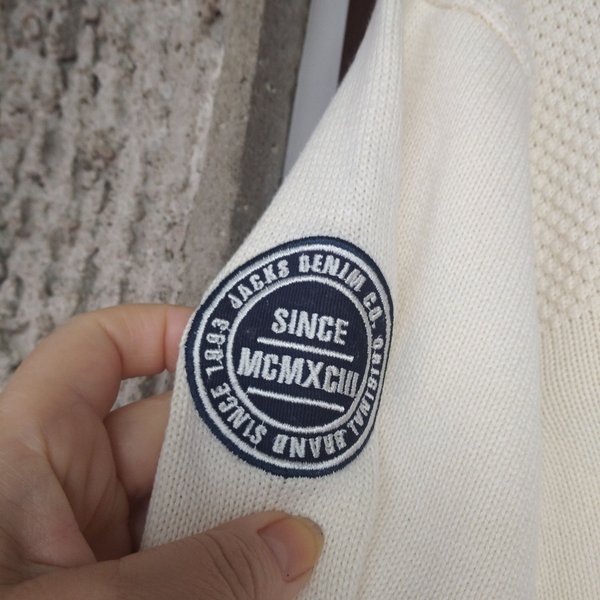 JACKS DENIM CO. ORIGINAL BRAND SINCE 1993
SINCE
MCMXCIII